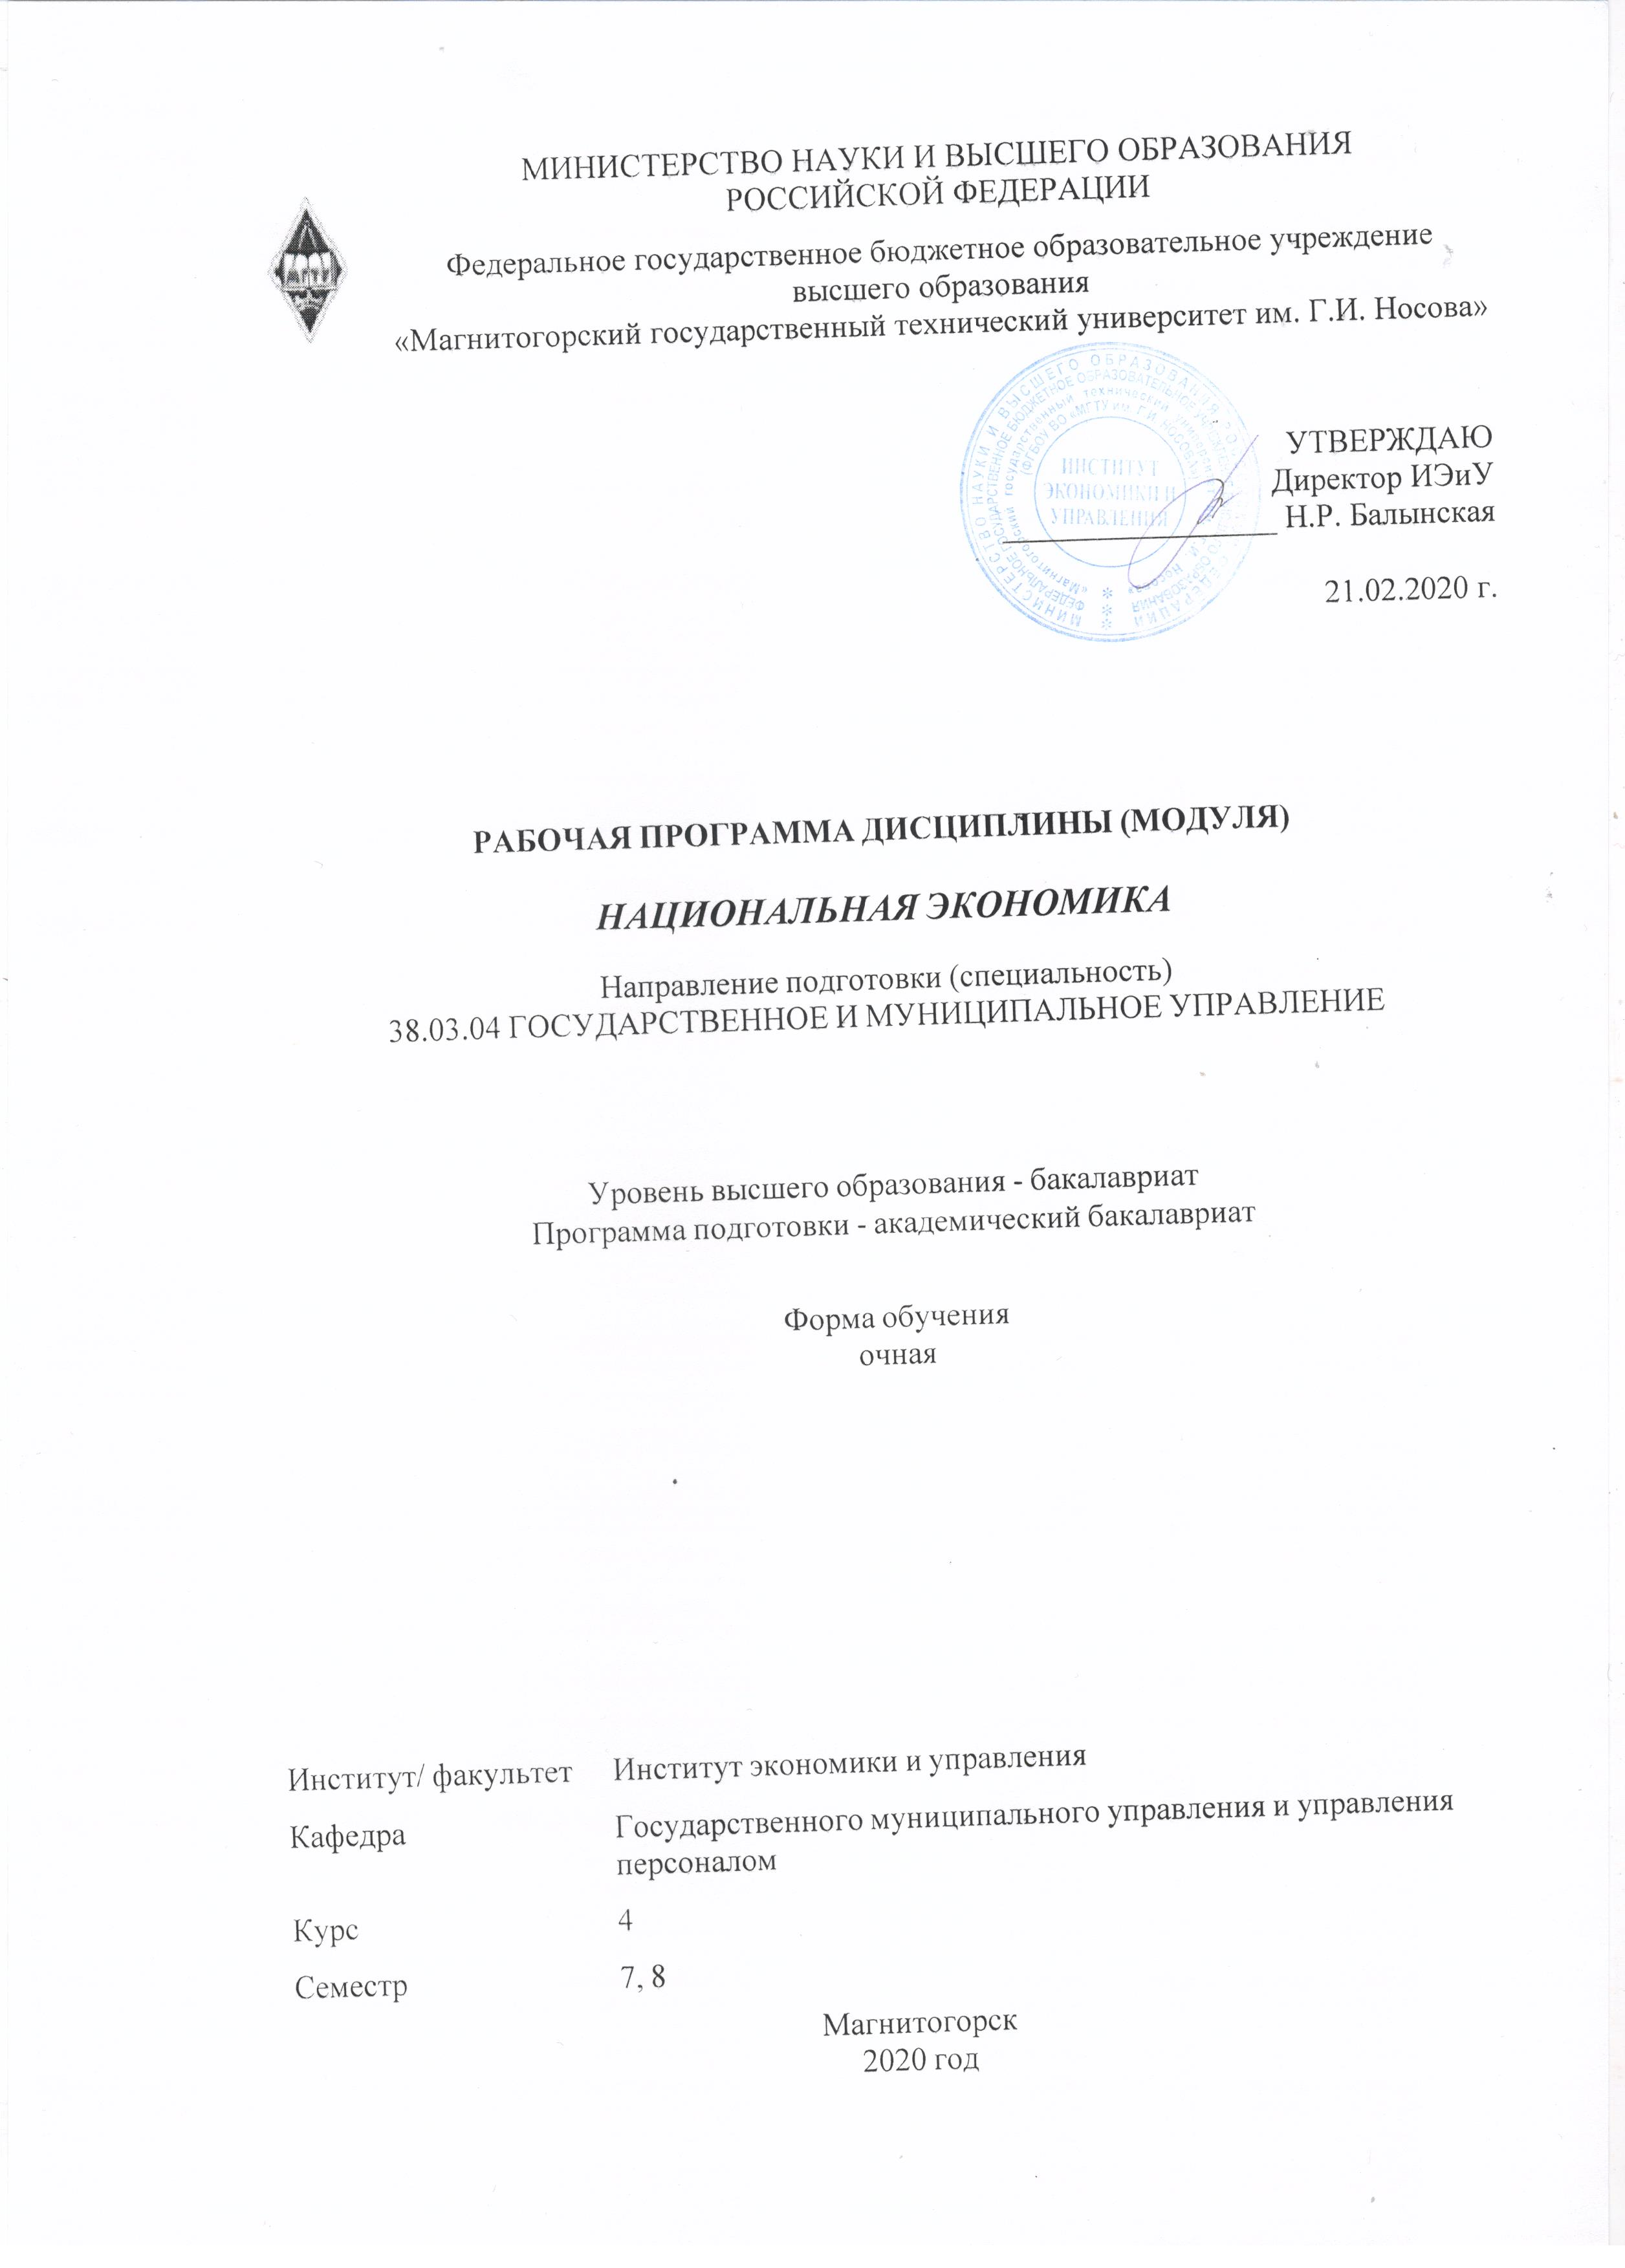 МИНИСТЕРСТВО НАУКИ И ВЫСШЕГО ОБРАЗОВАНИЯ
РОССИЙСКОЙ ФЕДЕРАЦИИ
Федеральное государственное бюджетное образовательное учреждение
высшего образования
«Магнитогорский государственный технический университет им. Г.И. Носова»
МГТУ
ИНСТИТУТ
ЭКОНОМИКИ И
УПРАВЛЕНИЯ
УТВЕРЖДАЮ
Директор ИЭиУ
Н.Р. Балынская
21.02.2020 г.
РАБОЧАЯ ПРОГРАММА ДИСЦИПЛИНЫ (МОДУЛЯ)
НАЦИОНАЛЬНАЯ ЭКОНОМИКА
Направление подготовки (специальность)
38.03.04 ГОСУДАРСТВЕННОЕ И МУНИЦИПАЛЬНОЕ УПРАВЛЕНИЕ
Уровень высшего образования - бакалавриат
Программа подготовки - академический бакалавриат
Форма обучения
очная
Институт/ факультет Институт экономики и управления
Кафедра Государственного муниципального управления и управления
персоналом
Курс 4
Семестр 7, 8
Магнитогорск
2020 год